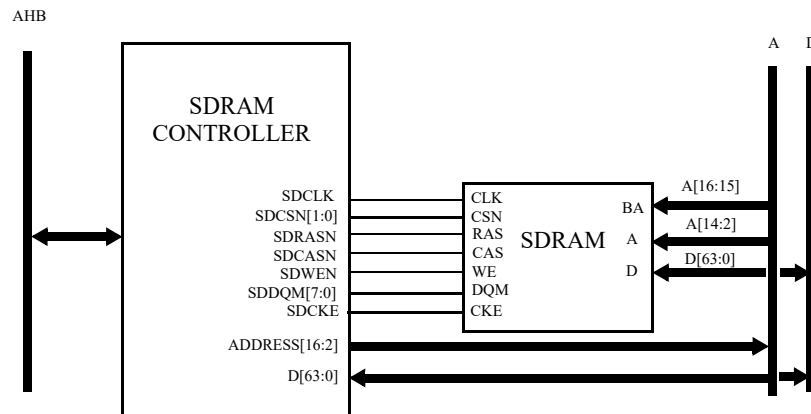 AHB
A
SDRAM
CONTROLLER
SDCLK
SDCSN[1:0]
SDRASN
SDCASN
SDWEN
SDDQM[7:0]
SDCKE
ADDRESS[16:2]
D[63:0]
CLK
CSN
RAS
CAS
WE
DQM
CKE
SDRAM
BA
A
D
A[16:15]
A[14:2]
D[63:0]